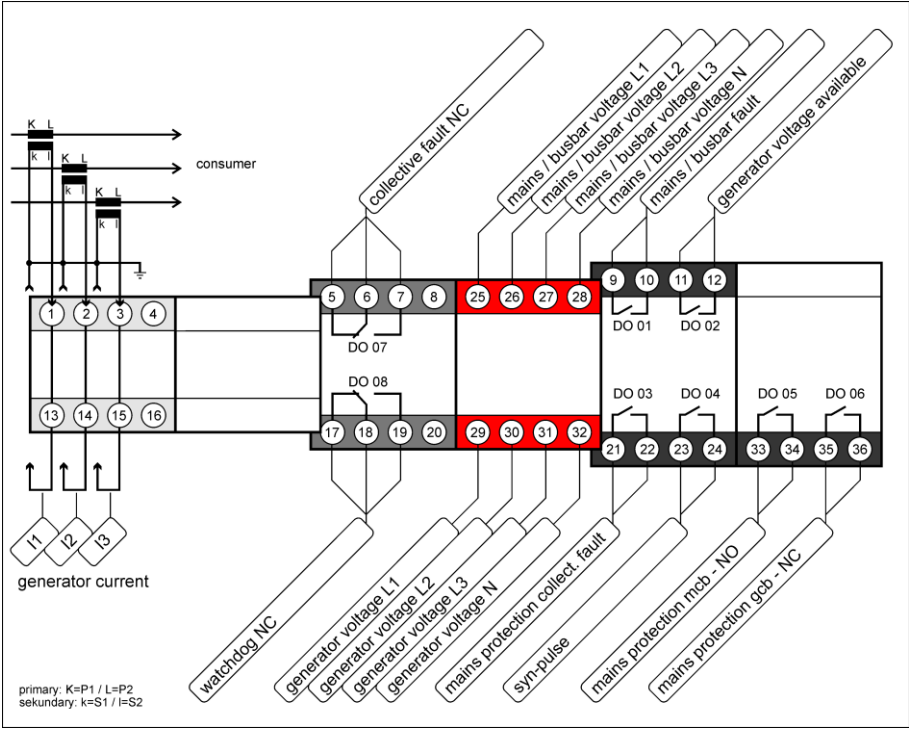 collective fault NC
mains / busbar voltage L1
mains / busbar voltage L2
mains / busbar voltage L3
mains / busbar voltage N
mains / busbar fault
generator voltage available
K L
k l
K L
k l
K L
k l
consumer
1 2 3 4
5 6 7 8
25 26 27 28
9 10 11 12
DO 01 DO 02
DO 07
DO 08
DO 03 DO 04 DO 05 DO 06
13 14 15 16
17 18 19 20
29 30 31 32
21 22 23 24
33 34 35 36
I1 I2 I3
generator current
watchdog NC
generator voltage L1
generator voltage L2
generator voltage L3
generator voltage N
mains protection collect. fault
syn-pulse
mains protection mcb - NO
mains protection gcb - NC
primary: K=P1 / L=P2
sekundary: k=S1 / l=S2